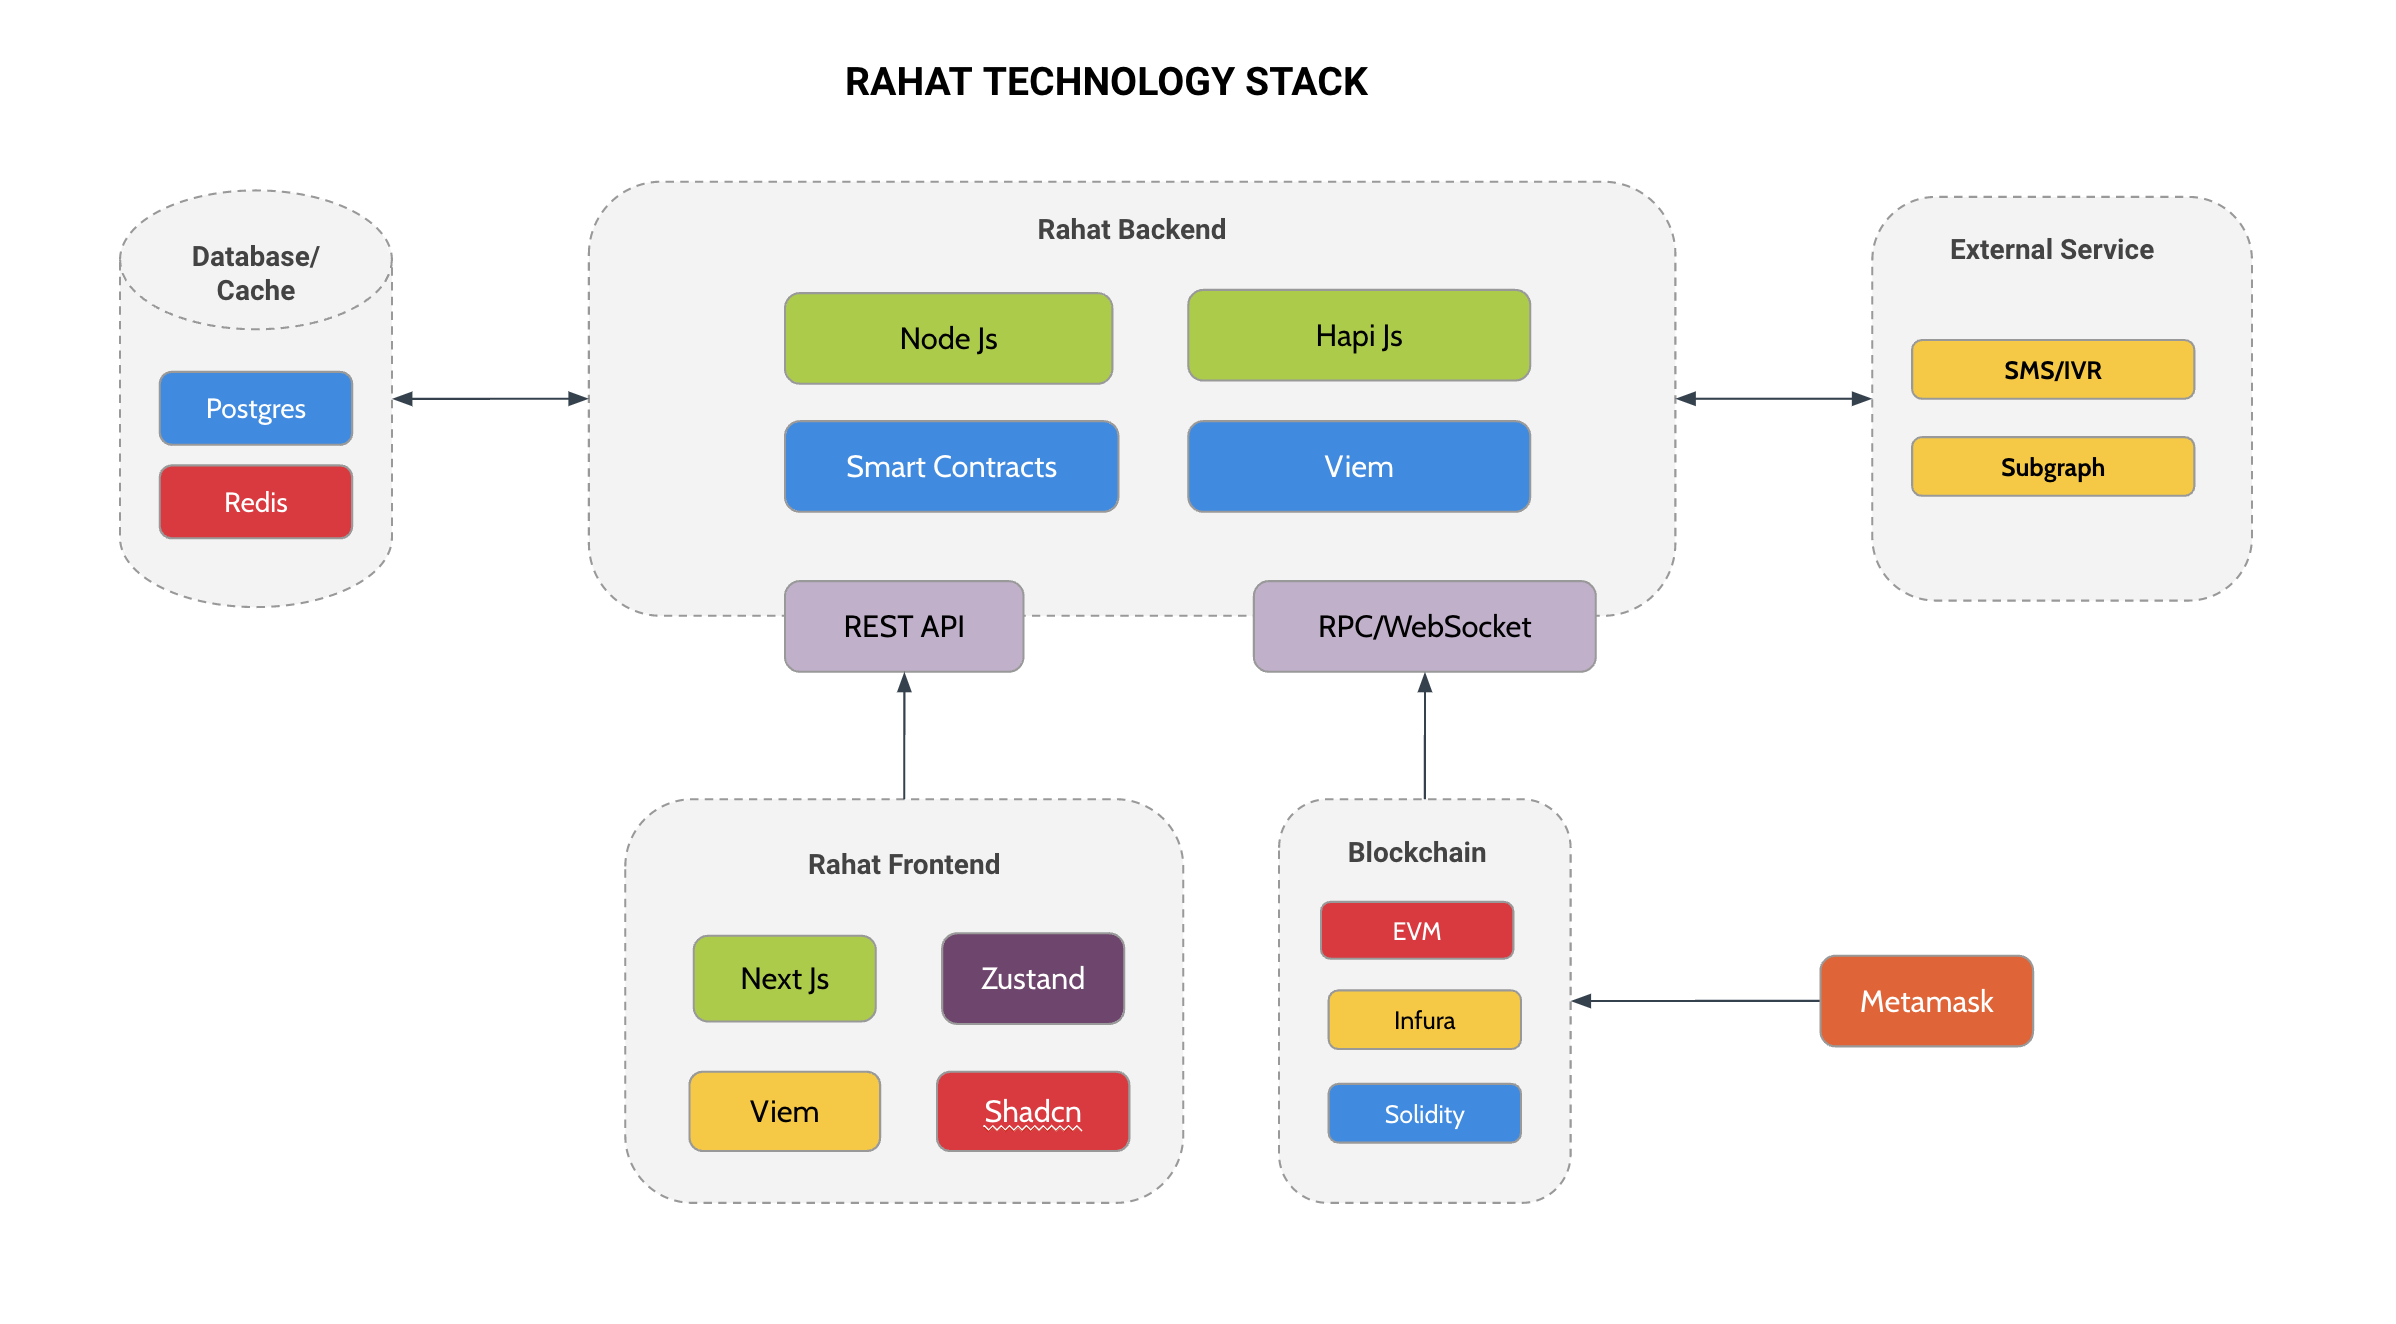 RAHAT TECHNOLOGY STACK
Database/
Cache
Postgres
Redis
Rahat Backend
Node Js
Hapi Js
Smart Contracts
Viem
REST API
RPC/WebSocket
External Service
SMS/IVR
Subgraph
Rahat Frontend
Next Js
Zustand
Viem
Shadcn
Blockchain
EVM
Infura
Solidity
Metamask